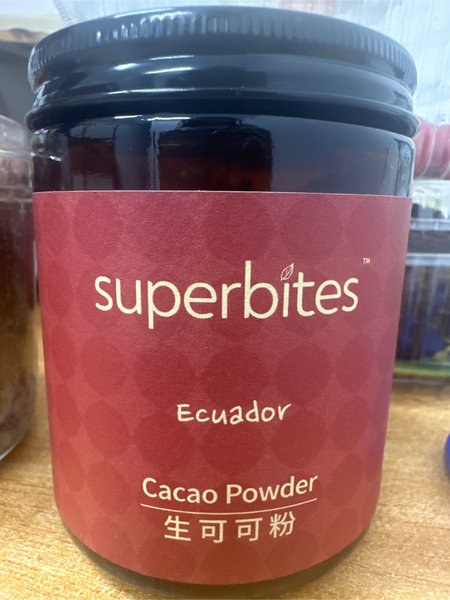 superbites™
Ecuador
Cacao Powder
生可可粉